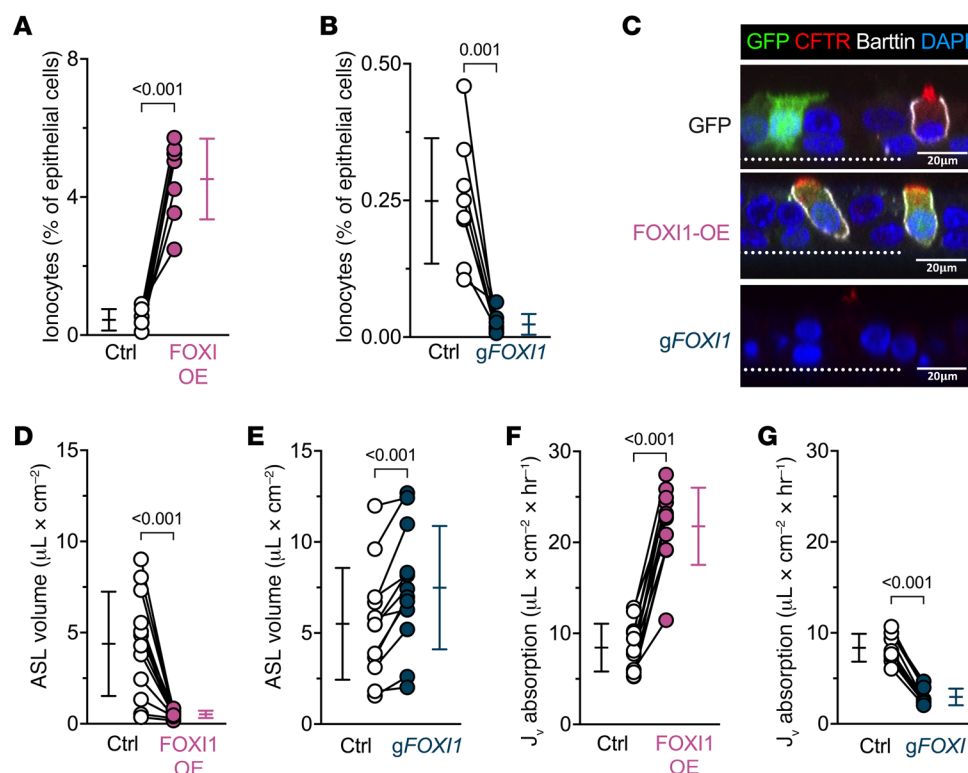 A
Ionocytes (% of epithelial cells)
8
4
0
<0.001
Ctrl
FOXI
OE
B
Ionocytes (% of epithelial cells)
0.50
0.25
0.00
0.001
Ctrl
gFOXI1
C
GFP CFTR Barttin DAPI
GFP
20μm
FOXI1-OE
20μm
gFOXI1
20μm
D
ASL volume (μL × cm⁻²)
15
10
5
0
<0.001
Ctrl
FOXI1
OE
E
ASL volume (μL × cm⁻²)
15
10
5
0
<0.001
Ctrl
gFOXI1
F
Jᵥ absorption (μL × cm⁻² × hr⁻¹)
30
20
10
0
<0.001
Ctrl
FOXI1
OE
G
Jᵥ absorption (μL × cm⁻² × hr⁻¹)
30
20
10
0
<0.001
Ctrl
gFOXI